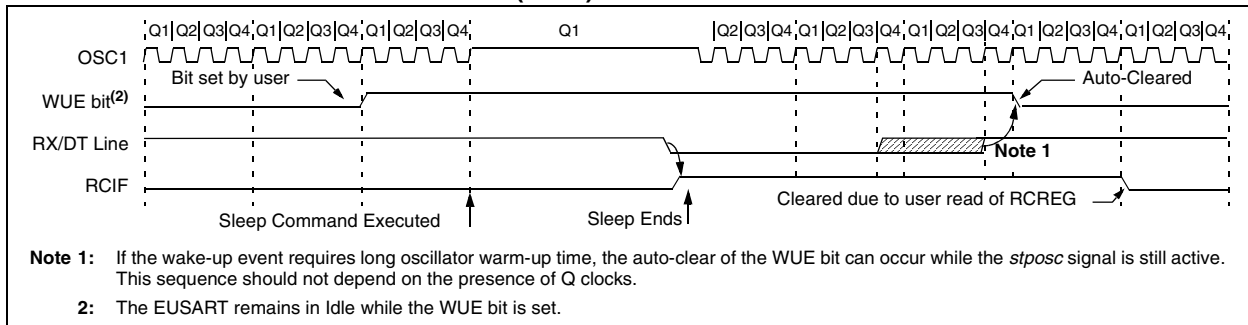 Q1 Q2 Q3 Q4 Q1 Q2 Q3 Q4 Q1 Q2 Q3 Q4 Q1 Q2 Q3 Q4 Q1 Q2 Q3 Q4 Q1 Q2 Q3 Q4 Q1 Q2 Q3 Q4 Q1 Q2 Q3 Q4
OSC1
Bit set by user
Auto-Cleared
WUE bit(2)
RX/DT Line
Note 1
RCIF
Cleared due to user read of RCREG
Sleep Command Executed
Sleep Ends
Note 1: If the wake-up event requires long oscillator warm-up time, the auto-clear of the WUE bit can occur while the stposc signal is still active.
This sequence should not depend on the presence of Q clocks.
2: The EUSART remains in Idle while the WUE bit is set.